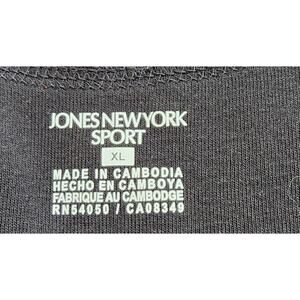 JONES NEW YORK
SPORT
XL
MADE IN CAMBODIA
HECHO EN CAMBOYA
FABRIQUE AU CAMBODGE
RN54050 / CA08349